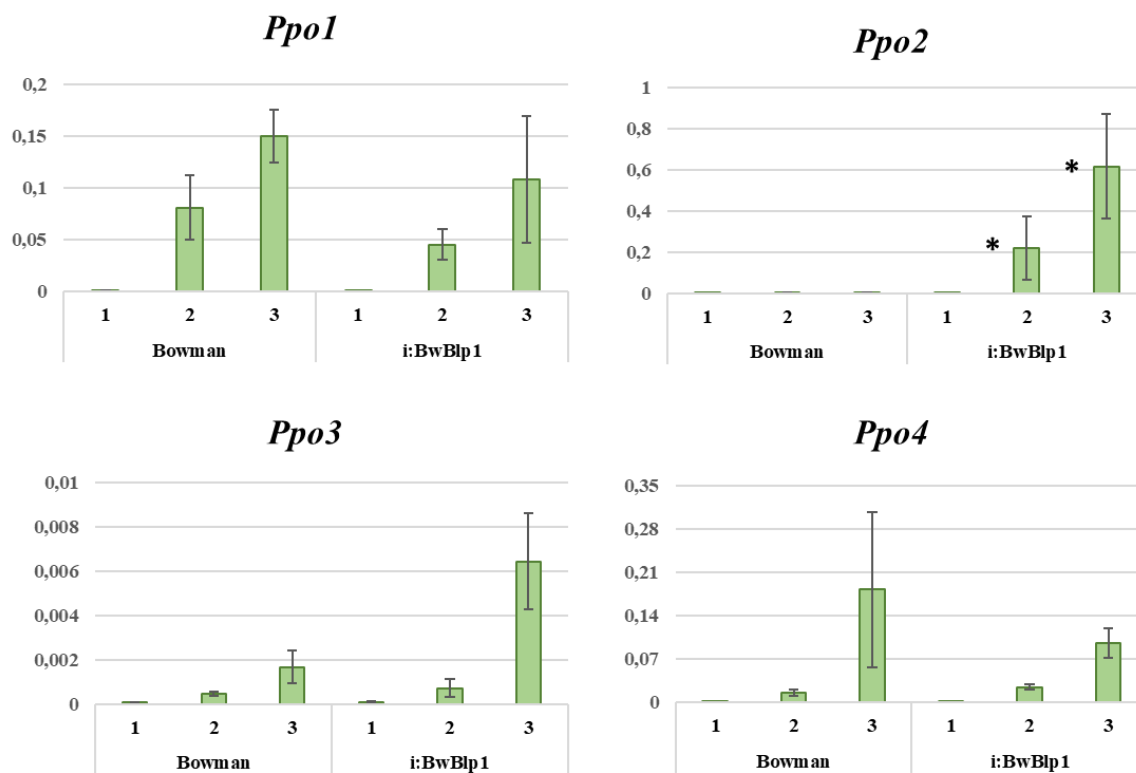 Ppo1
0,2
0,15
0,1
0,05
0
1 2 3 1 2 3
Bowman i:BwBlp1
Ppo2
1
0,8
0,6
0,4
0,2
0
*
*
1 2 3 1 2 3
Bowman i:BwBlp1
Ppo3
0,01
0,008
0,006
0,004
0,002
0
1 2 3 1 2 3
Bowman i:BwBlp1
Ppo4
0,35
0,28
0,21
0,14
0,07
0
1 2 3 1 2 3
Bowman i:BwBlp1